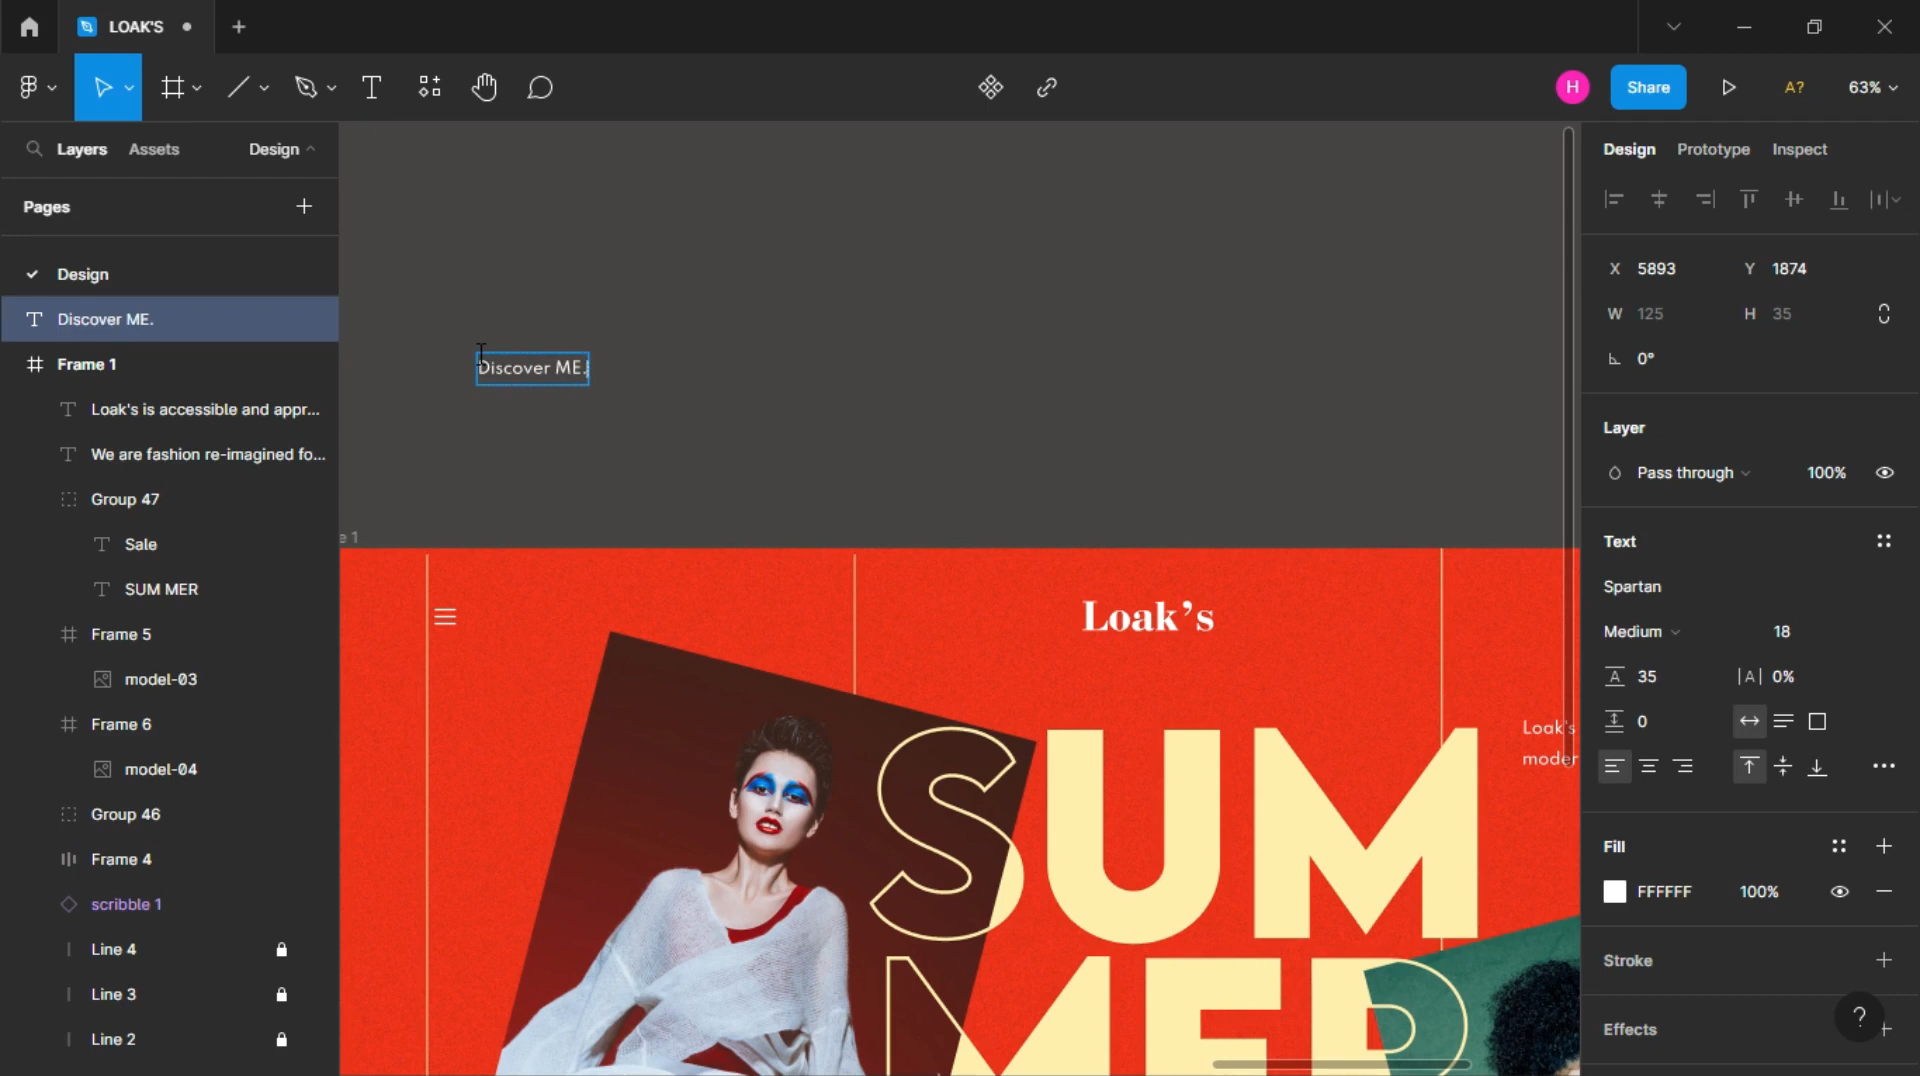 LOAK'S
H
Share
A?
63%
Layers
Assets
Design
Design
Prototype
Inspect
Pages
Design
X 5893
Y 1874
Discover ME.
W 125
H 35
Frame 1
0°
Discover ME.
Loak's is accessible and appr...
We are fashion re-imagined fo...
Layer
Group 47
Pass through
100%
Sale
e 1
Text
SUM MER
Spartan
Frame 5
Medium
18
model-03
A 35
|A| 0%
Frame 6
0
model-04
Loak's
SUM
MER
Loak's
moder
Group 46
Fill
Frame 4
FFFFFF
100%
scribble 1
Line 4
Stroke
Line 3
Line 2
Effects
?